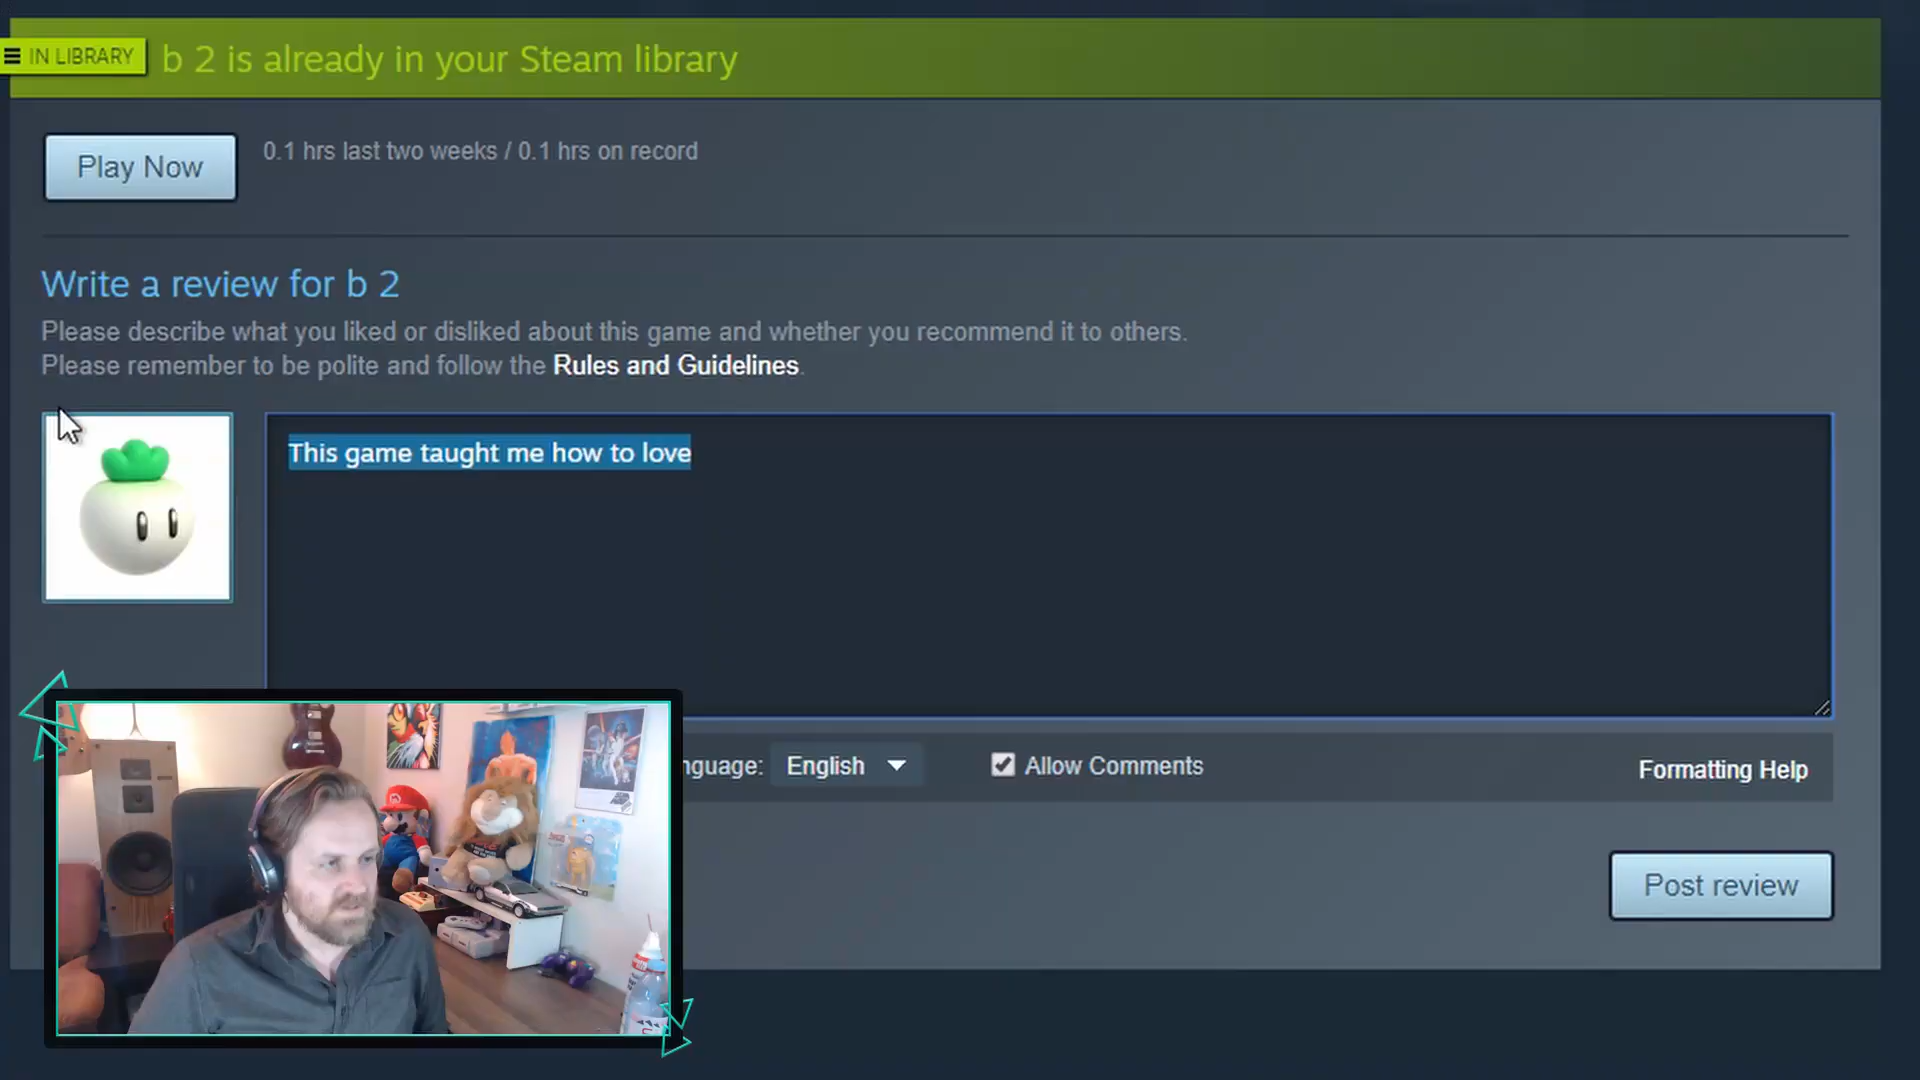 IN LIBRARY b 2 is already in your Steam library
Play Now 0.1 hrs last two weeks / 0.1 hrs on record
Write a review for b 2
Please describe what you liked or disliked about this game and whether you recommend it to others.
Please remember to be polite and follow the Rules and Guidelines.
This game taught me how to love
nguage: English Allow Comments Formatting Help
Post review